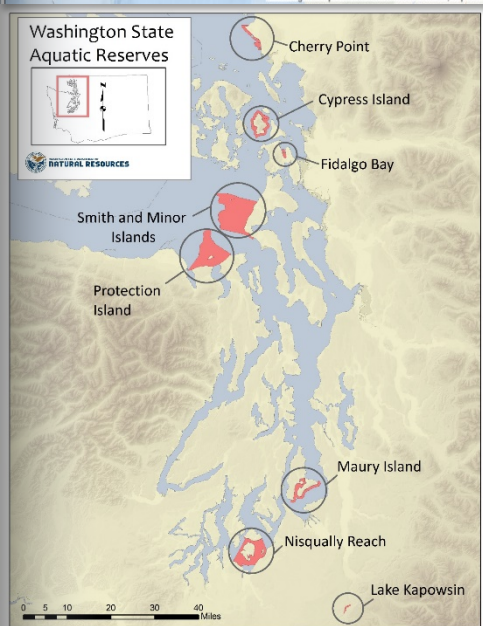 Washington State
Aquatic Reserves
N
NATURAL RESOURCES
Cherry Point
Cypress Island
Fidalgo Bay
Smith and Minor
Islands
Protection
Island
Maury Island
Nisqually Reach
Lake Kapowsin
0 5 10 20 30 40
Miles